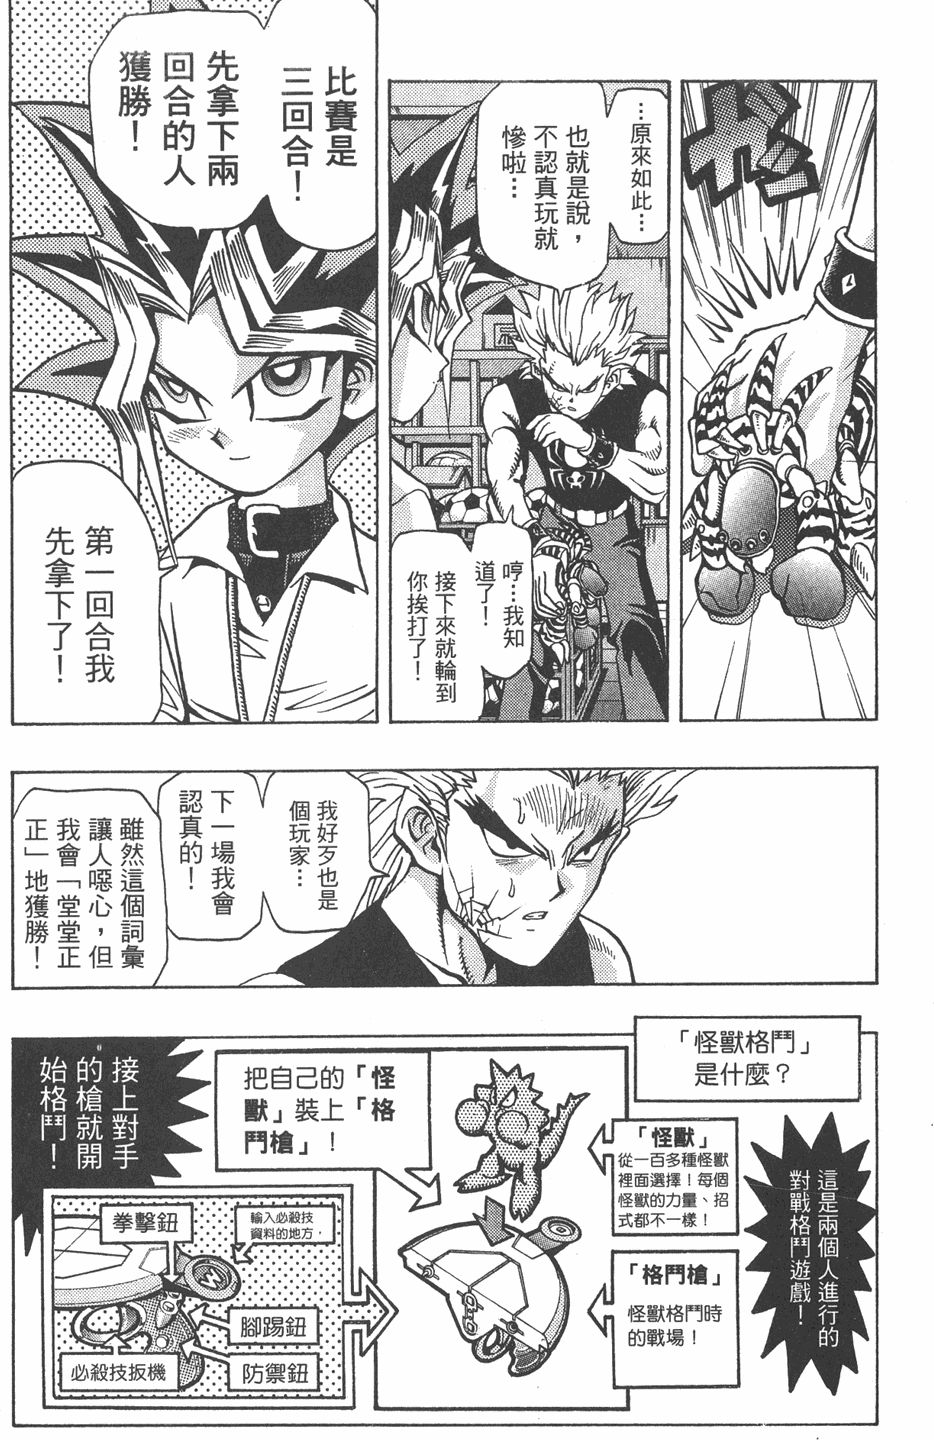 …原來如此…
也就是說，
不認真玩就
慘啦…
哼…我知
道了！
接下來就輪到
你挨打了！
比賽是
三回合！
先拿下兩
回合的人
獲勝！
第一回合我
先拿下了！
我好歹也是
個玩家…
下一場我會
認真的！
雖然這個詞彙
讓人噁心，但
我會「堂堂正
正」地獲勝！
「怪獸格鬥」
是什麼？
這是兩個人進行的
對戰格鬥遊戲！
「怪獸」
從一百多種怪獸
裡面選擇！每個
怪獸的力量、招
式都不一樣！
「格鬥槍」
怪獸格鬥時
的戰場！
把自己的「怪
獸」裝上「格
鬥槍」！
接上對手
的槍就開
始格鬥！
拳擊鈕
輸入必殺技
資料的地方！
腳踢鈕
防禦鈕
必殺技扳機